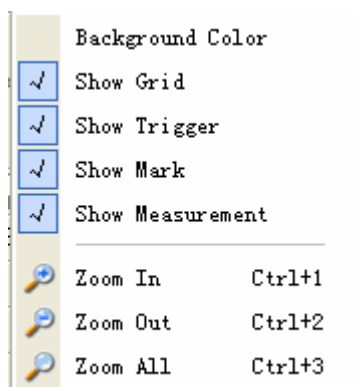 Background Color
Show Grid
Show Trigger
Show Mark
Show Measurement
Zoom In Ctrl+1
Zoom Out Ctrl+2
Zoom All Ctrl+3